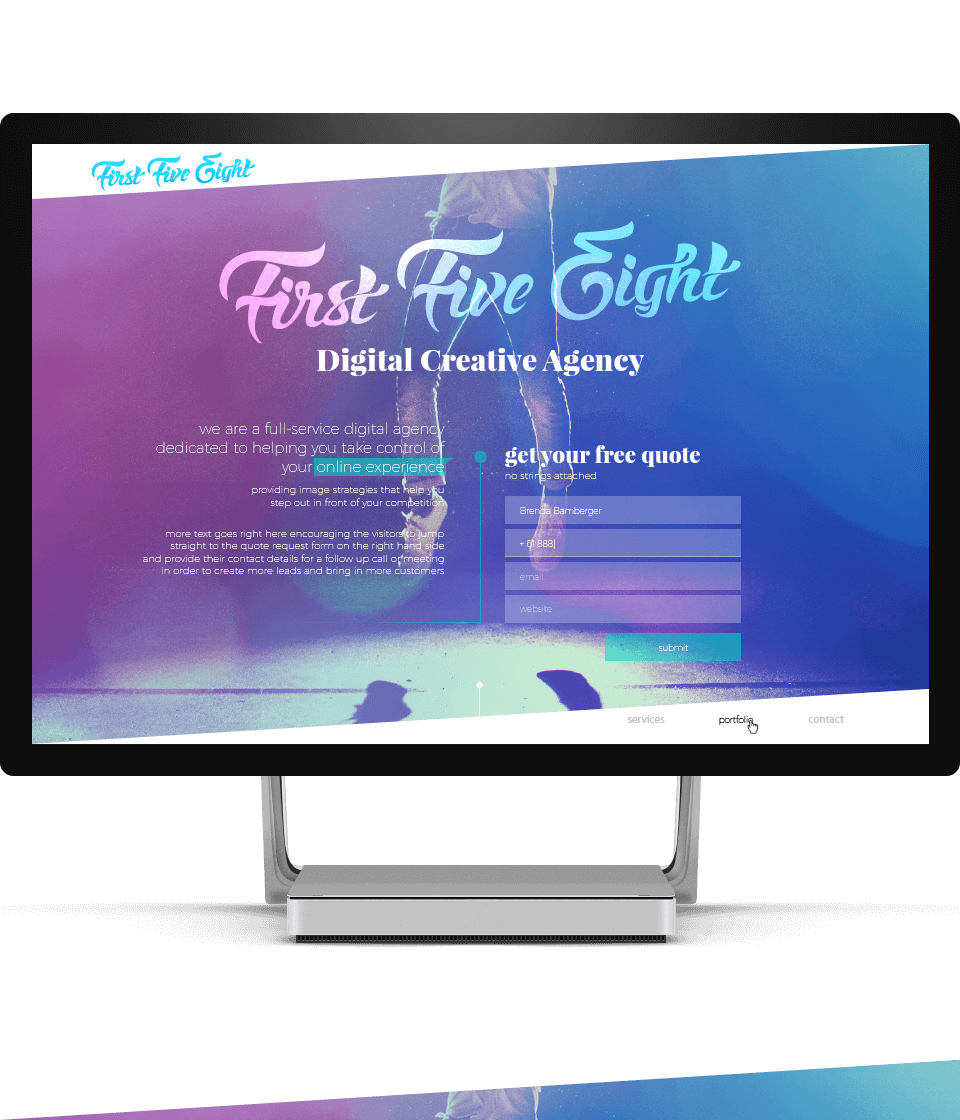 First Five Eight
First Five Eight
Digital Creative Agency
we are a full-service digital agency
dedicated to helping you take control of
your online experience
providing image strategies that help you
step out in front of your competition
more text goes right here encouraging the visitors to jump
straight to the quote request form on the right hand side
and provide their contact details for a follow up call or meeting
in order to create more leads and bring in more customers
get your free quote
no strings attached
Brenda Bamberger
+ 61 888|
email
website
submit
services
portfolio
contact